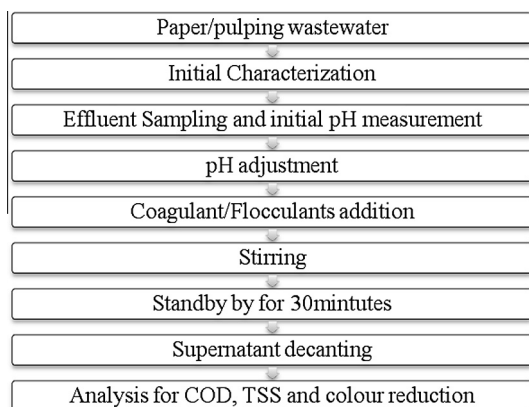 Paper/pulping wastewater
Initial Characterization
Effluent Sampling and initial pH measurement
pH adjustment
Coagulant/Flocculants addition
Stirring
Standby by for 30mintutes
Supernatant decanting
Analysis for COD, TSS and colour reduction